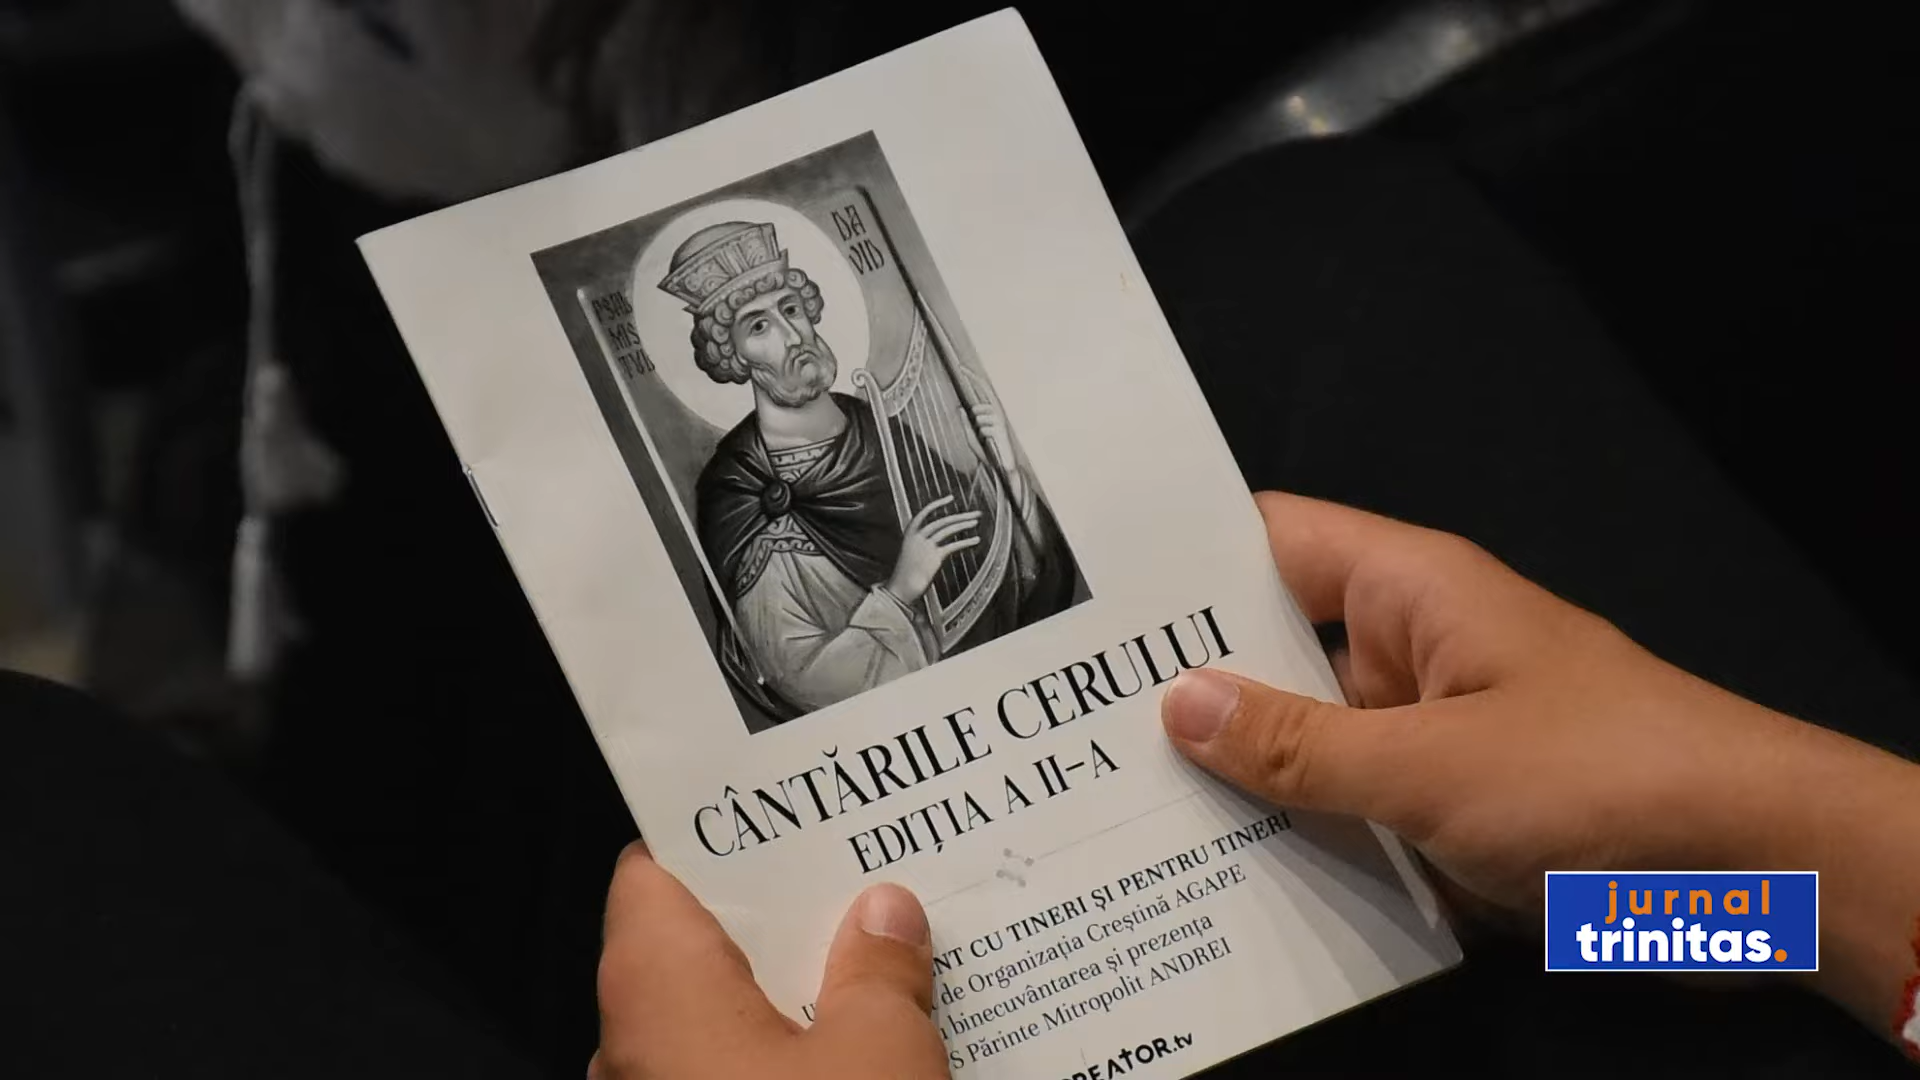 PSAL
MIS
TUL
DA
VID
CÂNTĂRILE CERULUI
EDIȚIA A II-A
CU TINERI ȘI PENTRU TINERI
de Organizația Creștină AGAPE
binecuvântarea și prezența
Părinte Mitropolit ANDREI
jurnal
trinitas.